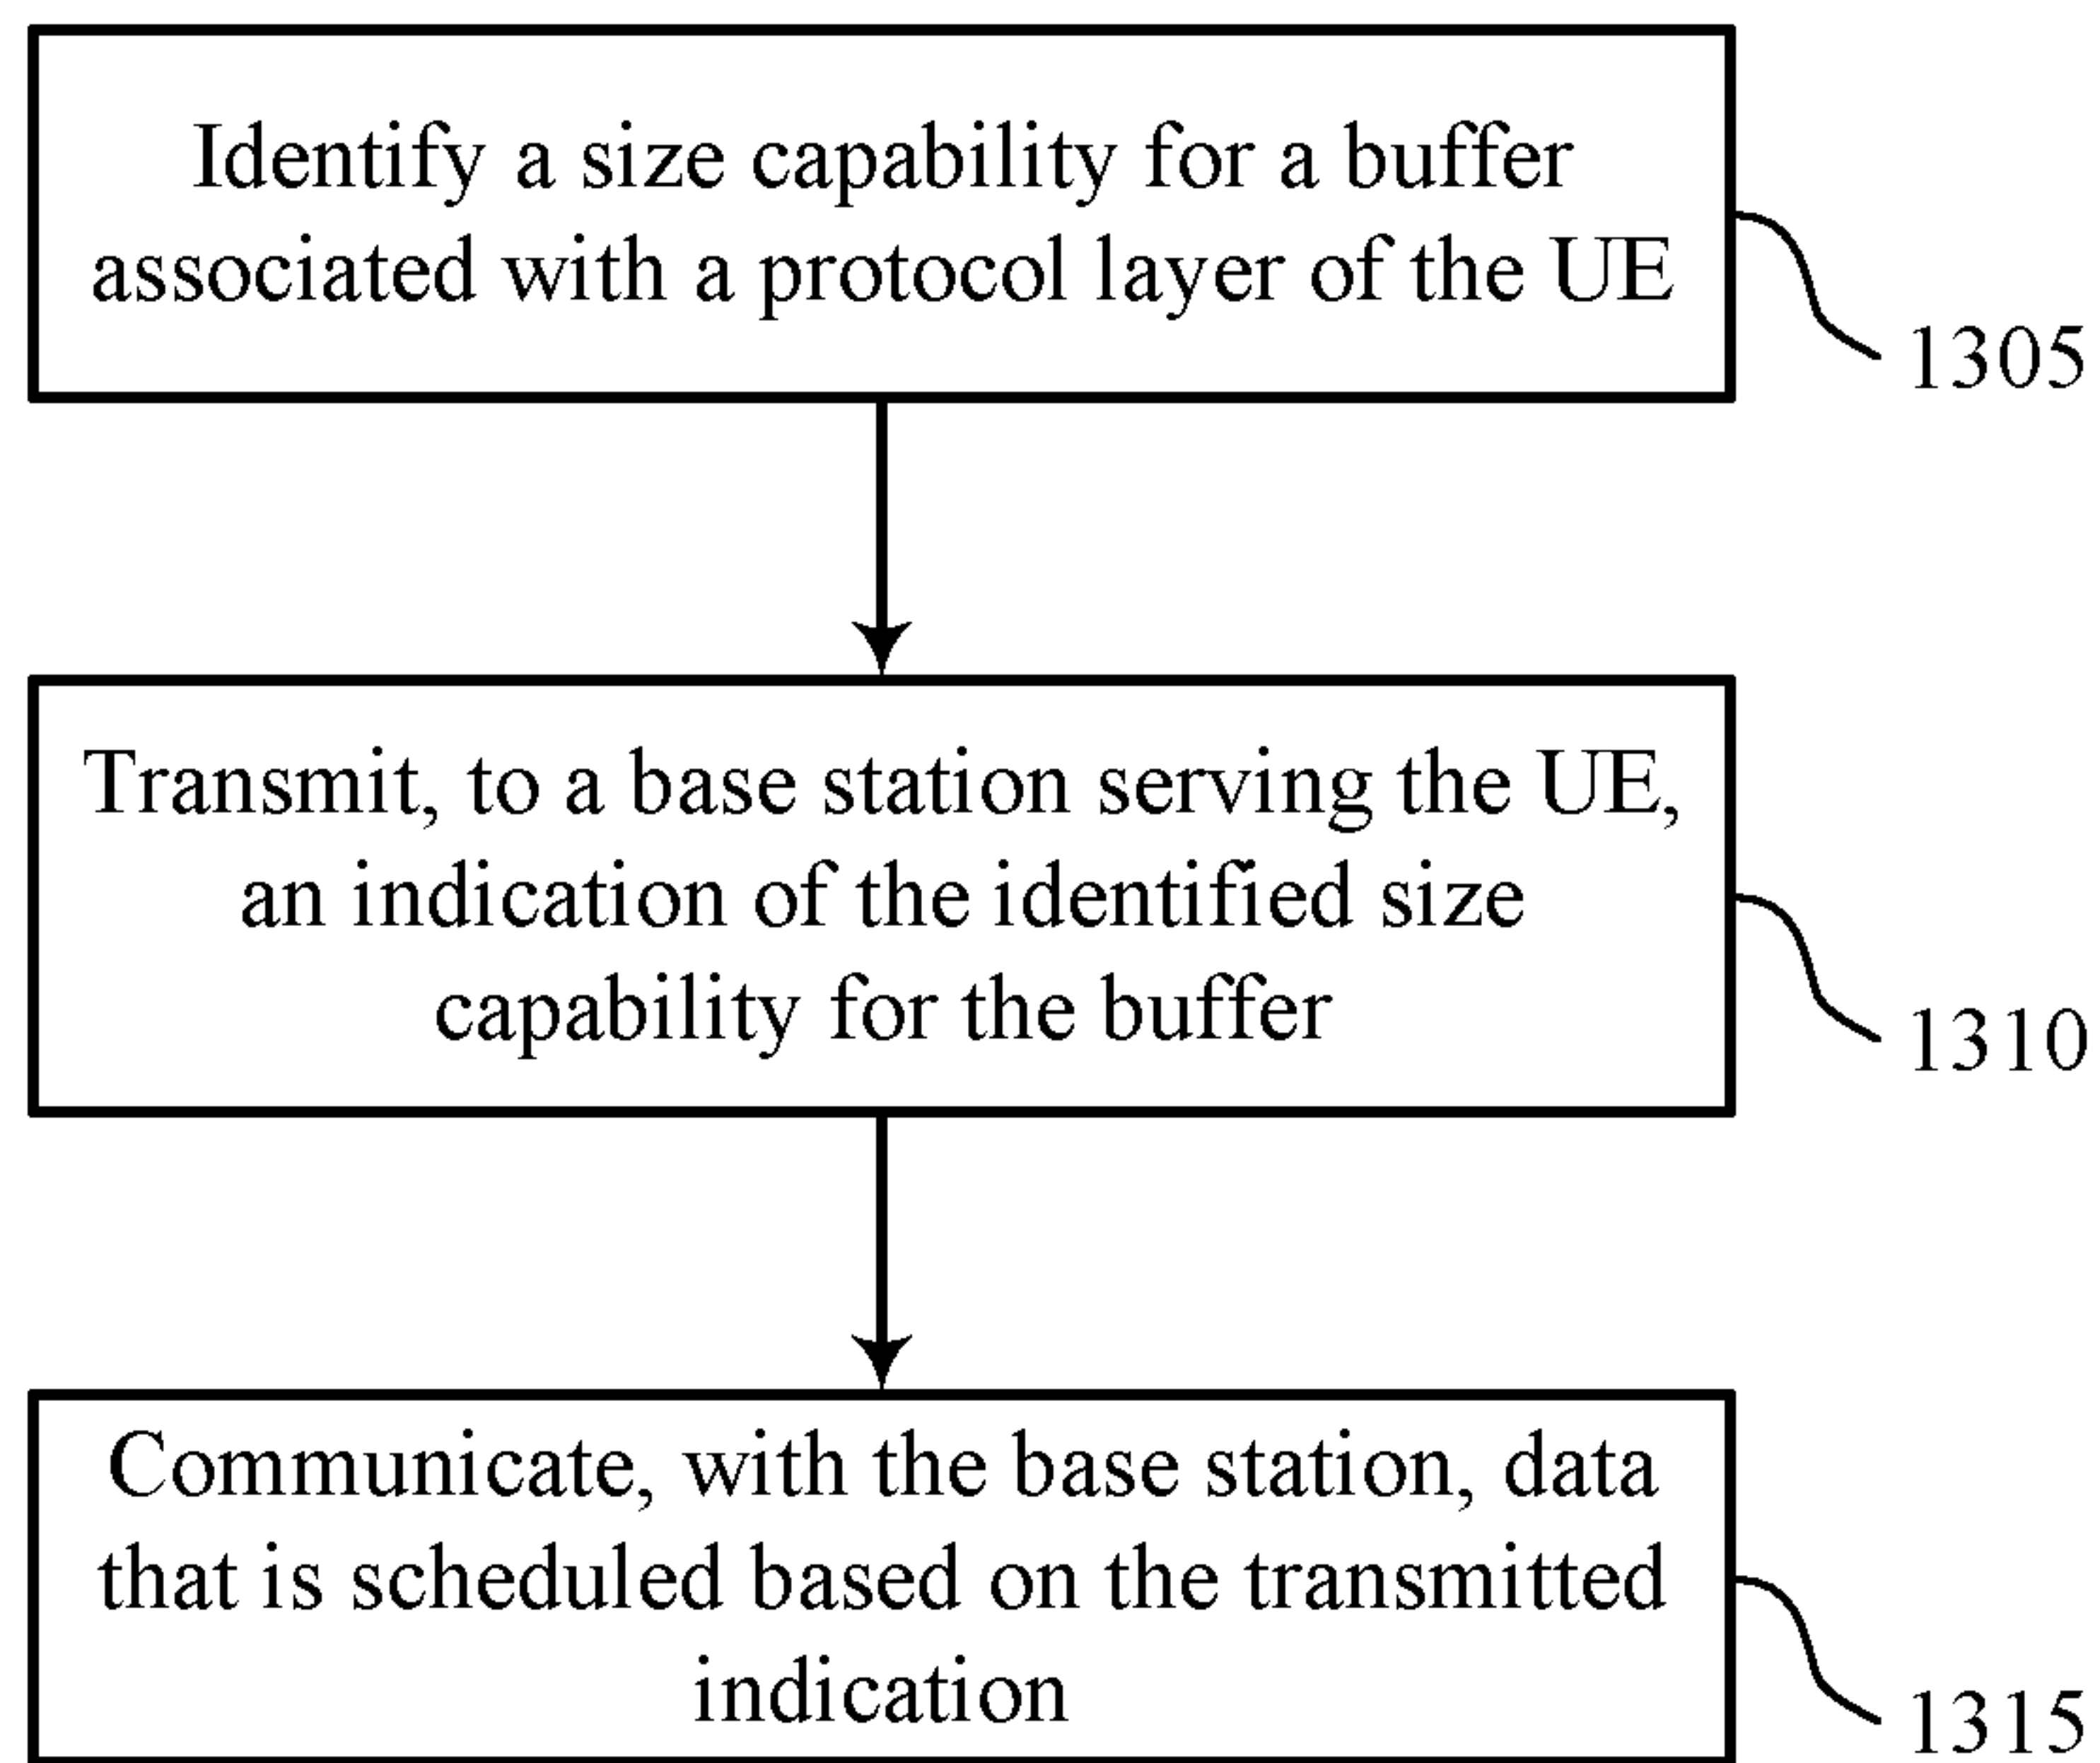 Identify a size capability for a buffer
associated with a protocol layer of the UE
1305
Transmit, to a base station serving the UE,
an indication of the identified size
capability for the buffer
1310
Communicate, with the base station, data
that is scheduled based on the transmitted
indication
1315